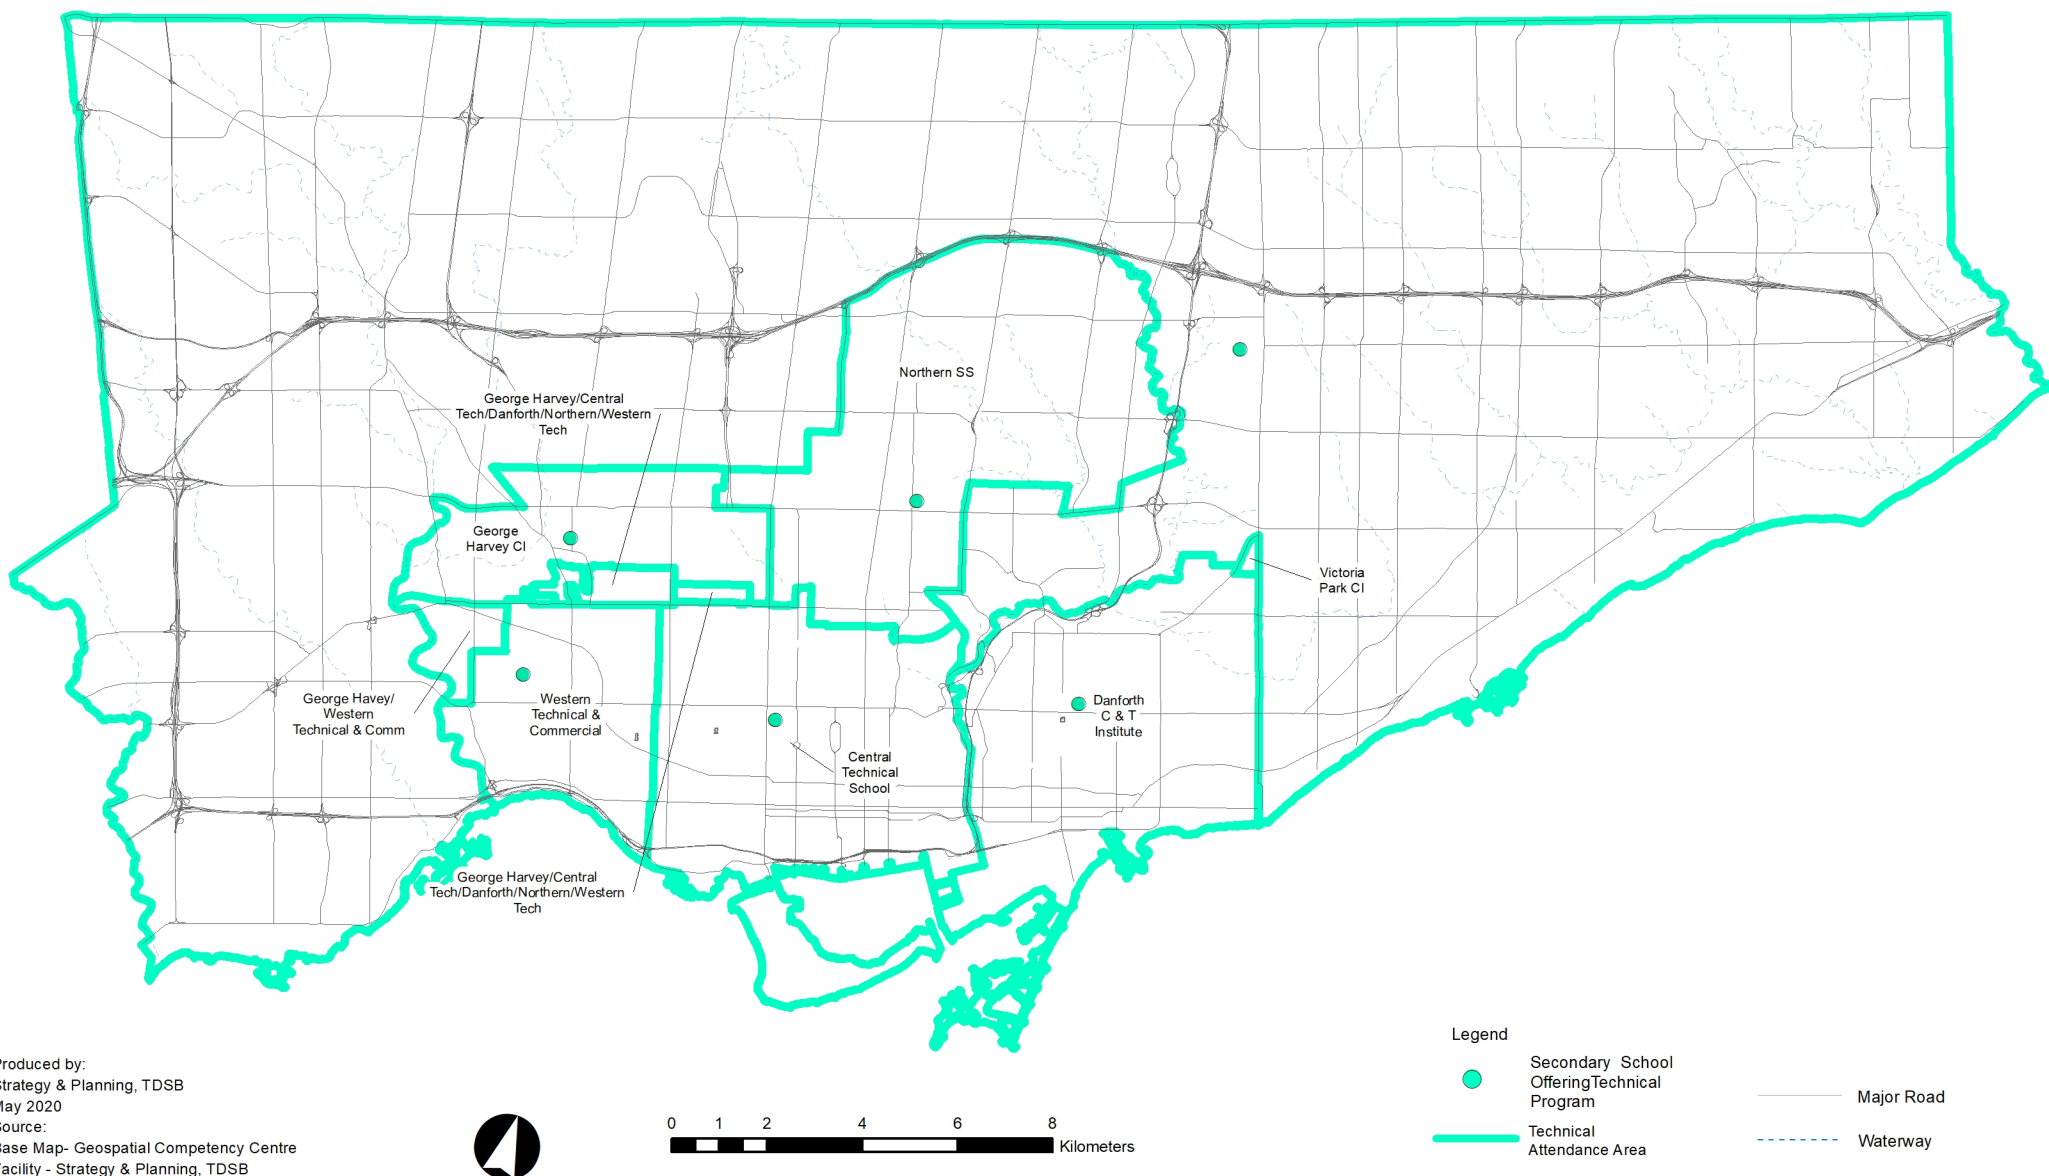 Northern SS
George Harvey/Central
Tech/Danforth/Northern/Western
Tech
George
Harvey CI
Victoria
Park CI
George Havey/
Western
Technical & Comm
Western
Technical &
Commercial
Danforth
C & T
Institute
Central
Technical
School
George Harvey/Central
Tech/Danforth/Northern/Western
Tech
Produced by:
Strategy & Planning, TDSB
May 2020
Source:
Base Map- Geospatial Competency Centre
Facility - Strategy & Planning, TDSB
0 1 2 4 6 8
Kilometers
Legend
Secondary School
OfferingTechnical
Program
Technical
Attendance Area
Major Road
Waterway